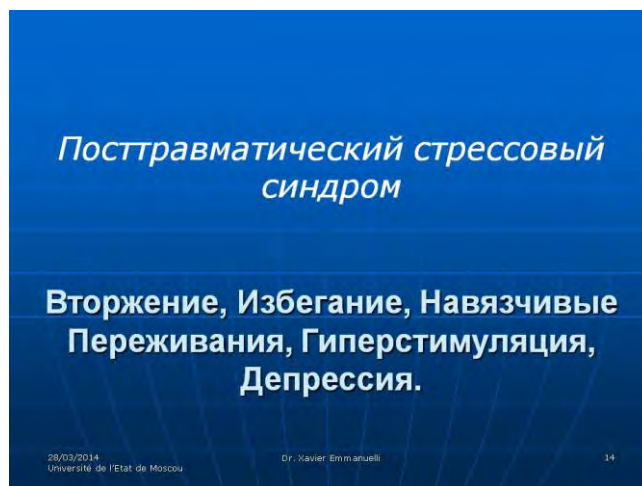 Посттравматический стрессовый
синдром
Вторжение, Избегание, Навязчивые
Переживания, Гиперстимуляция,
Депрессия.
28/03/2014
Université de l'Etat de Moscou
Dr. Xavier Emmanuelli
14